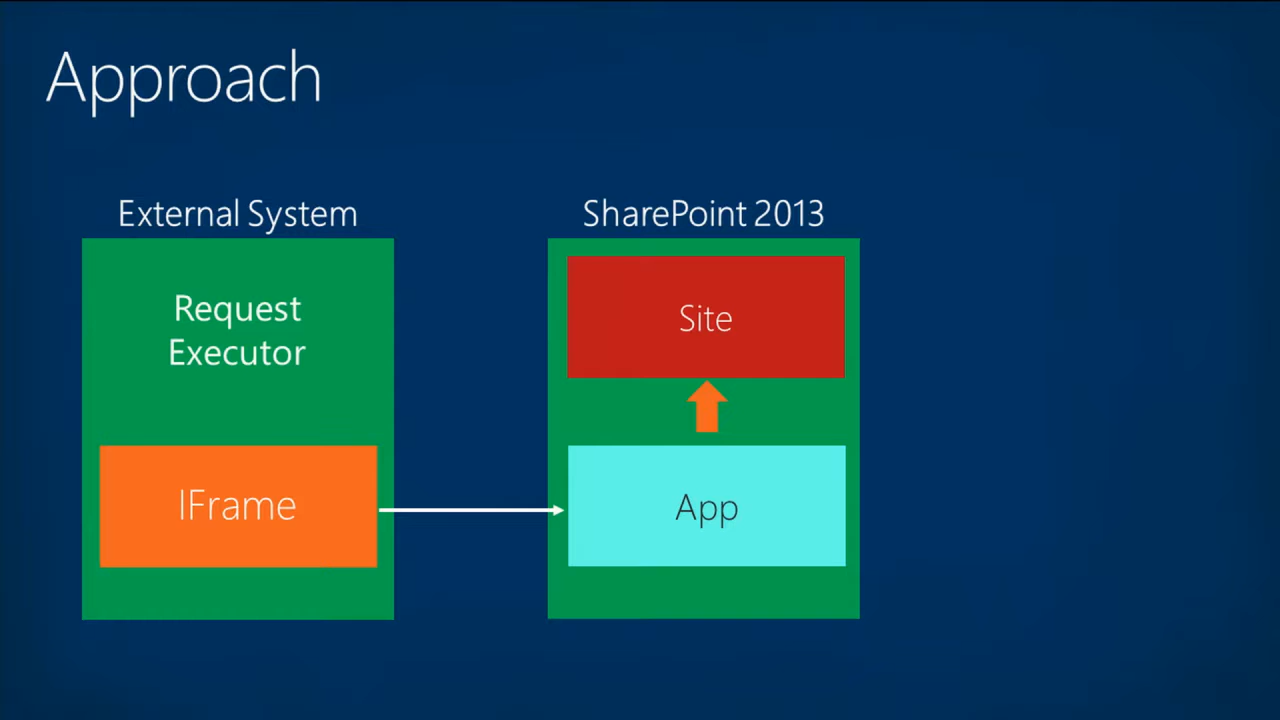 Approach
External System
SharePoint 2013
Request
Executor
Site
IFrame
App